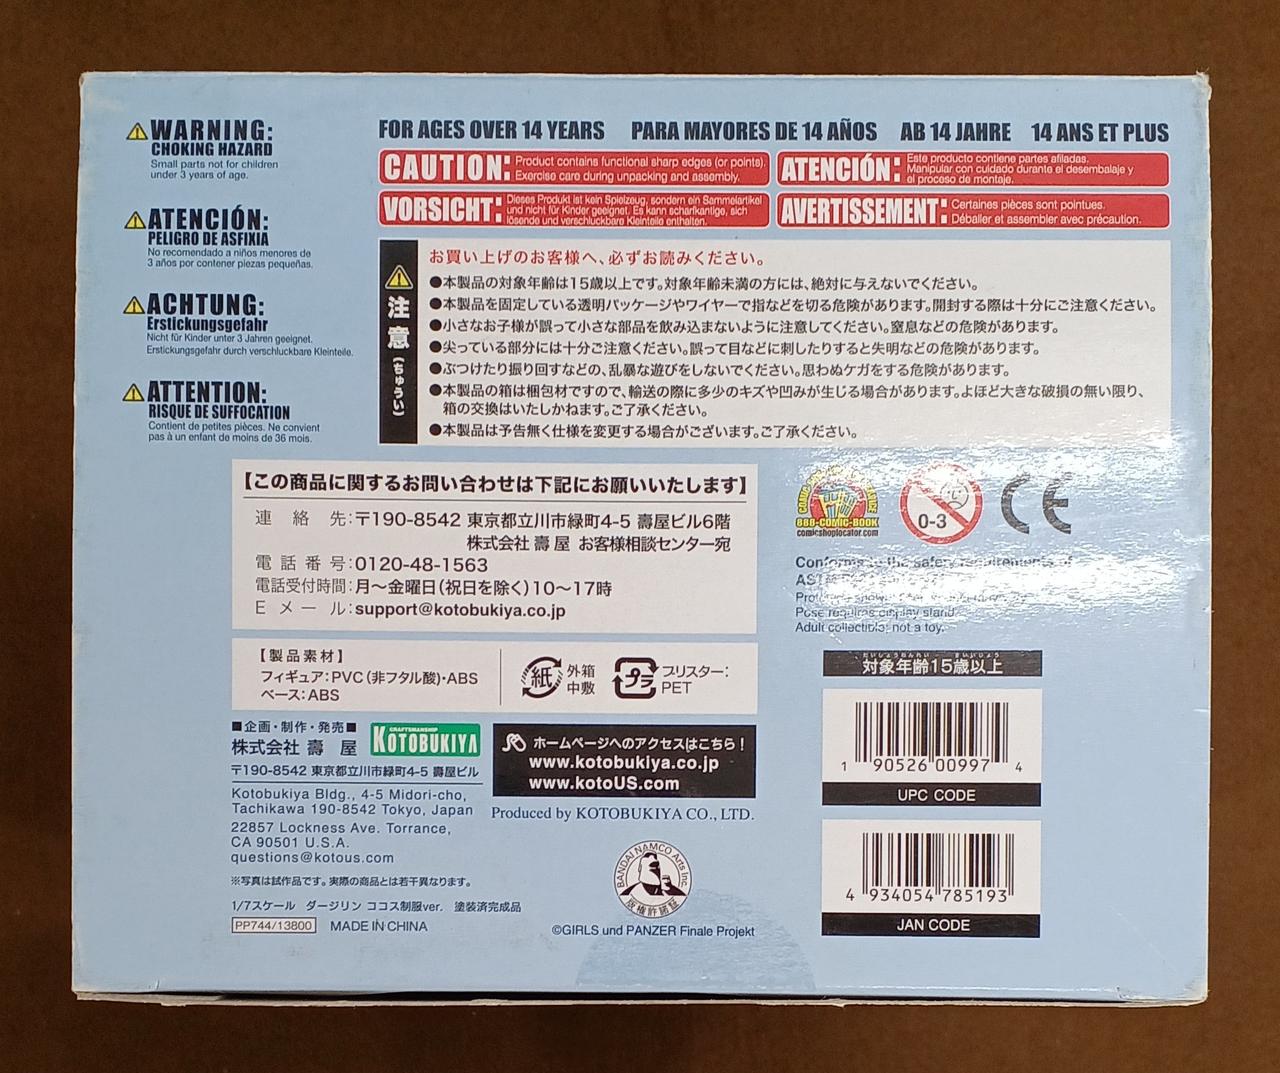 WARNING:
CHOKING HAZARD
Small parts not for children
under 3 years of age.
ATENCIÓN:
PELIGRO DE ASFIXIA
No recomendado a niños menores de
3 años por contener piezas pequeñas.
ACHTUNG:
Erstickungsgefahr
Nicht für Kinder unter 3 Jahren geeignet.
Erstickungsgefahr durch verschluckbare Kleinteile.
ATTENTION:
RISQUE DE SUFFOCATION
Contient de petites pièces. Ne convient
pas à un enfant de moins de 36 mois.
FOR AGES OVER 14 YEARS PARA MAYORES DE 14 AÑOS AB 14 JAHRE 14 ANS ET PLUS
CAUTION:
Product contains functional sharp edges (or points).
Exercise care during unpacking and assembly.
ATENCIÓN:
Este producto contiene partes afiladas.
Manipular con cuidado durante el desembalaje y
el proceso de montaje.
VORSICHT:
Dieses Produkt ist kein Spielzeug, sondern ein Sammelartikel
und nicht für Kinder geeignet. Es kann scharfkantige, sich
lösende und verschluckbare Kleinteile enthalten.
AVERTISSEMENT:
Certaines pièces sont pointues.
Déballer et assembler avec précaution.
注意(ちゅうい)
お買い上げのお客様へ、必ずお読みください。
●本製品の対象年齢は15歳以上です。対象年齢未満の方には、絶対に与えないでください。
●本製品を固定している透明パッケージやワイヤーで指などを切る危険があります。開封する際は十分にご注意ください。
●小さなお子様が誤って小さな部品を飲み込まないように注意してください。窒息などの危険があります。
●尖っている部分には十分ご注意ください。誤って目などに刺したりすると失明などの危険があります。
●ぶつけたり振り回すなどの、乱暴な遊びをしないでください。思わぬケガをする危険があります。
●本製品の箱は梱包材ですので、輸送の際に多少のキズや凹みが生じる場合があります。よほど大きな破損の無い限り、
箱の交換はいたしかねます。ご了承ください。
●本製品は予告無く仕様を変更する場合がございます。ご了承ください。
【この商品に関するお問い合わせは下記にお願いいたします】
連絡先:〒190-8542 東京都立川市緑町4-5 壽屋ビル6階
株式会社 壽屋 お客様相談センター宛
電話番号:0120-48-1563
電話受付時間:月〜金曜日(祝日を除く)10〜17時
Eメール:support@kotobukiya.co.jp
【製品素材】
フィギュア:PVC(非フタル酸)・ABS
ベース:ABS
紙
外箱
中敷
プラ
ブリスター:
PET
■企画・制作・発売■
株式会社 壽屋
CRAFTSMANSHIP
KOTOBUKIYA
〒190-8542 東京都立川市緑町4-5 壽屋ビル
Kotobukiya Bldg., 4-5 Midori-cho,
Tachikawa 190-8542 Tokyo, Japan
22857 Lockness Ave. Torrance,
CA 90501 U.S.A.
questions@kotous.com
※写真は試作品です。実際の商品とは若干異なります。
1/7スケール ダージリン ココス制服ver. 塗装済完成品
PP744/13800 MADE IN CHINA
ホームページへのアクセスはこちら!
www.kotobukiya.co.jp
www.kotoUS.com
Produced by KOTOBUKIYA CO., LTD.
BANDAI NAMCO Arts Inc.
版権許諾証
©GIRLS und PANZER Finale Projekt
888-COMIC-BOOK
comicshoplocator.com
0-3
CE
Conforms to the safety requirements of
Pose requires display stand.
Adult collectible: not a toy.
対象年齢15歳以上
1 90526 00997 4
UPC CODE
4 934054 785193
JAN CODE